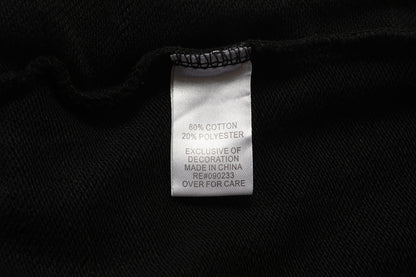 80% COTTON
20% POLYESTER
EXCLUSIVE OF
DECORATION
MADE IN CHINA
RE#090233
OVER FOR CARE